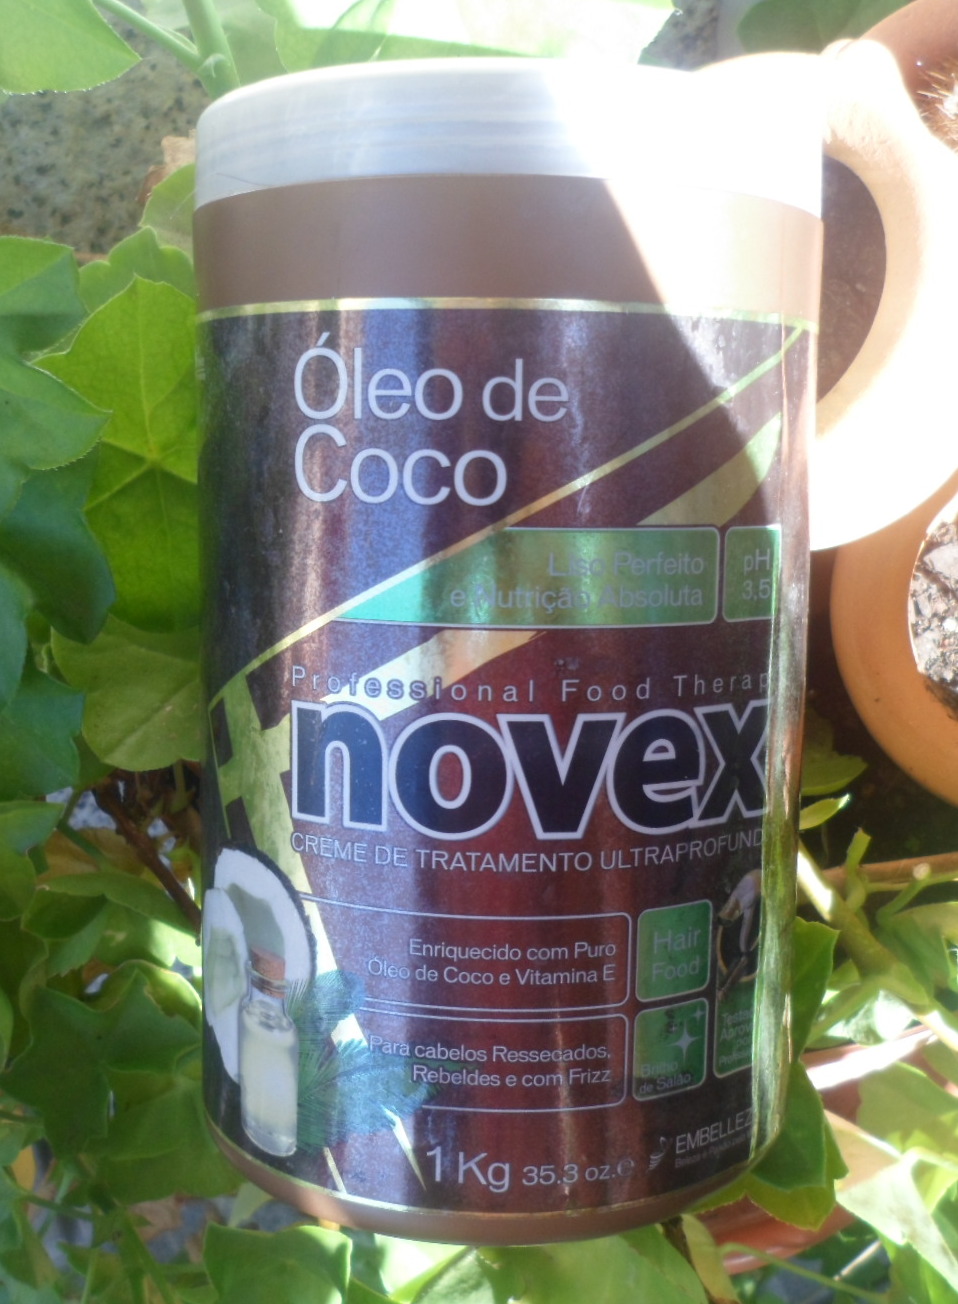 Óleo de
Coco
Liso Perfeito
e Nutrição Absoluta
pH
3.5
Professional Food Therap
novex
CREME DE TRATAMENTO ULTRAPROFUND
Enriquecido com Puro
Óleo de Coco e Vitamina E
Hair
Food
Para cabelos Ressecados,
Rebeldes e com Frizz
Brilho
de Salão
1 Kg 35.3 oz. e
EMBELLEZ